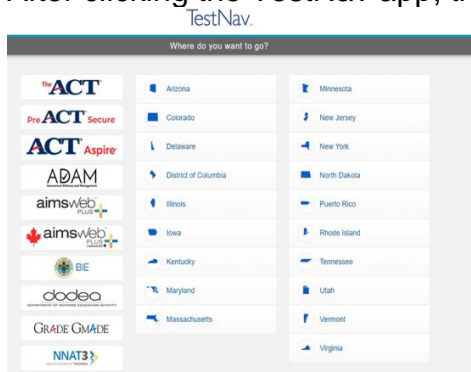 After clicking the TestNav app, t
TestNav
Where do you want to go?
The ACT
Pre ACT Secure
ACT Aspire
ADAM
aimsweb
PLUS
aimsweb
PLUS
BIE
dodea
DEPARTMENT OF DEFENSE EDUCATION ACTIVITY
GRADE GMADE
NNAT3
Arizona
Colorado
Delaware
District of Columbia
Illinois
Iowa
Kentucky
Maryland
Massachusetts
Minnesota
New Jersey
New York
North Dakota
Puerto Rico
Rhode Island
Tennessee
Utah
Vermont
Virginia